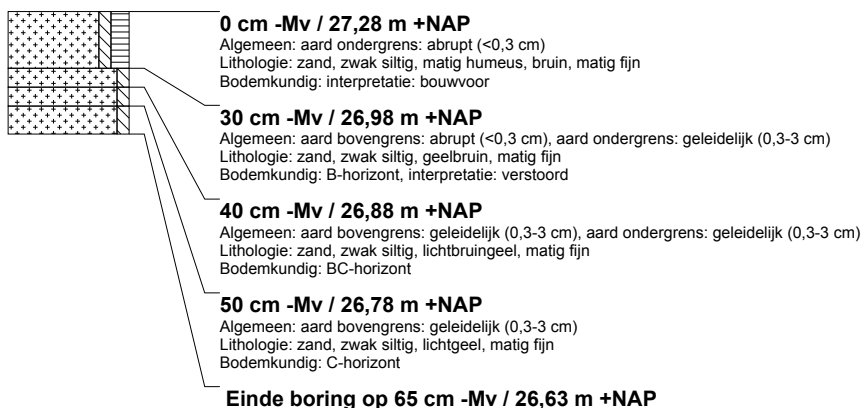 0 cm -Mv / 27,28 m +NAP
Algemeen: aard ondergrens: abrupt (<0,3 cm)
Lithologie: zand, zwak siltig, matig humeus, bruin, matig fijn
Bodemkundig: interpretatie: bouwvoor
30 cm -Mv / 26,98 m +NAP
Algemeen: aard bovengrens: abrupt (<0,3 cm), aard ondergrens: geleidelijk (0,3-3 cm)
Lithologie: zand, zwak siltig, geelbruin, matig fijn
Bodemkundig: B-horizont, interpretatie: verstoord
40 cm -Mv / 26,88 m +NAP
Algemeen: aard bovengrens: geleidelijk (0,3-3 cm), aard ondergrens: geleidelijk (0,3-3 cm)
Lithologie: zand, zwak siltig, lichtbruingeel, matig fijn
Bodemkundig: BC-horizont
50 cm -Mv / 26,78 m +NAP
Algemeen: aard bovengrens: geleidelijk (0,3-3 cm)
Lithologie: zand, zwak siltig, lichtgeel, matig fijn
Bodemkundig: C-horizont
Einde boring op 65 cm -Mv / 26,63 m +NAP